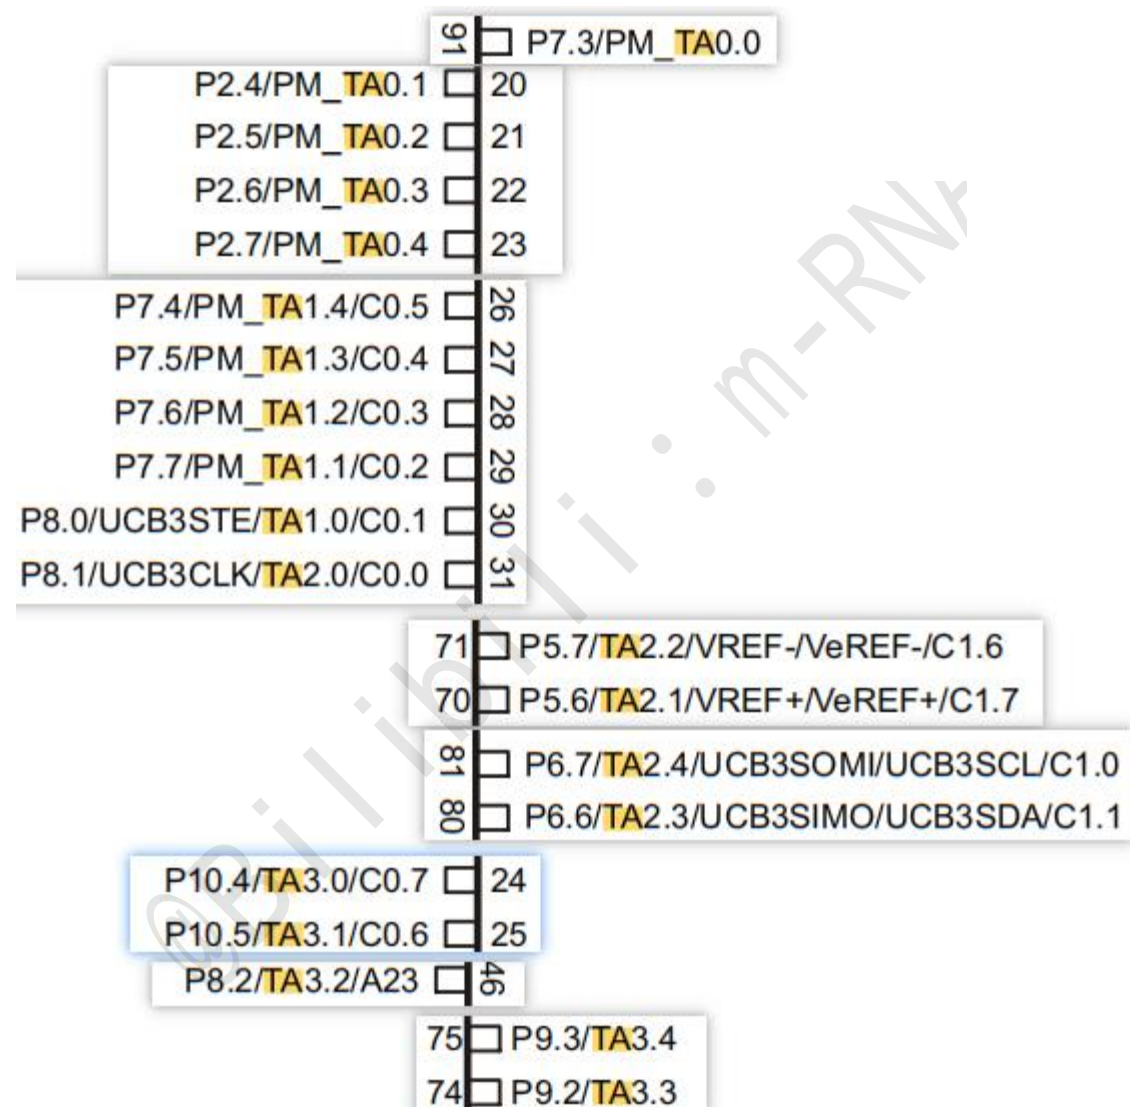 91 P7.3/PM_TA0.0
P2.4/PM_TA0.1 20
P2.5/PM_TA0.2 21
P2.6/PM_TA0.3 22
P2.7/PM_TA0.4 23
P7.4/PM_TA1.4/C0.5 26
P7.5/PM_TA1.3/C0.4 27
P7.6/PM_TA1.2/C0.3 28
P7.7/PM_TA1.1/C0.2 29
P8.0/UCB3STE/TA1.0/C0.1 30
P8.1/UCB3CLK/TA2.0/C0.0 31
71 P5.7/TA2.2/VREF-/VeREF-/C1.6
70 P5.6/TA2.1/VREF+/VeREF+/C1.7
81 P6.7/TA2.4/UCB3SOMI/UCB3SCL/C1.0
80 P6.6/TA2.3/UCB3SIMO/UCB3SDA/C1.1
P10.4/TA3.0/C0.7 24
P10.5/TA3.1/C0.6 25
P8.2/TA3.2/A23 46
75 P9.3/TA3.4
74 P9.2/TA3.3
@Bilibili:m-RNA